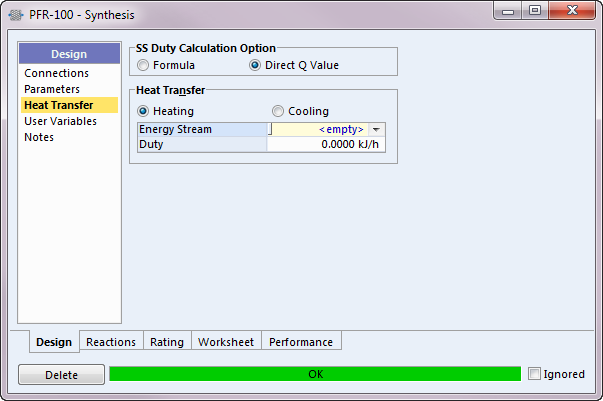 PFR-100 - Synthesis
Design
Connections
Parameters
Heat Transfer
User Variables
Notes
SS Duty Calculation Option
Formula
Direct Q Value
Heat Transfer
Heating
Cooling
Energy Stream <empty>
Duty 0.0000 kJ/h
Design Reactions Rating Worksheet Performance
Delete OK Ignored